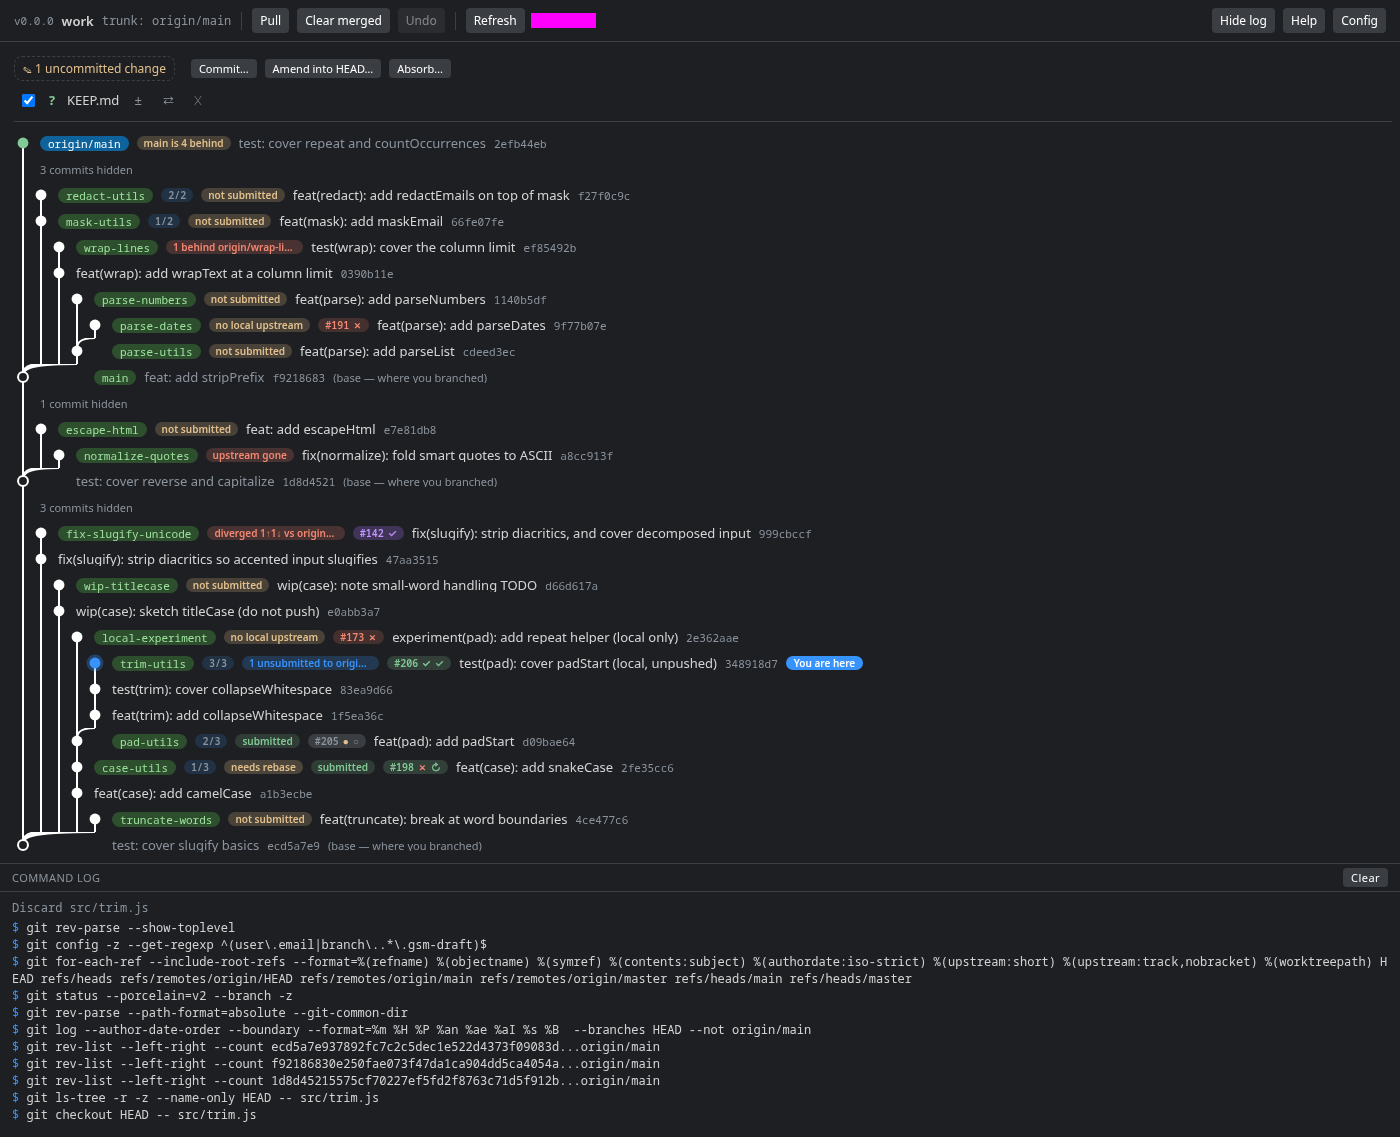 v0.0.0 work trunk: origin/main Pull Clear merged Undo Refresh Hide log Help Config
✎ 1 uncommitted change Commit... Amend into HEAD... Absorb...
? KEEP.md ± ⇄ X
origin/main main is 4 behind test: cover repeat and countOccurrences 2efb44eb
3 commits hidden
redact-utils 2/2 not submitted feat(redact): add redactEmails on top of mask f27f0c9c
mask-utils 1/2 not submitted feat(mask): add maskEmail 66fe07fe
wrap-lines 1 behind origin/wrap-li... test(wrap): cover the column limit ef85492b
feat(wrap): add wrapText at a column limit 0390b11e
parse-numbers not submitted feat(parse): add parseNumbers 1140b5df
parse-dates no local upstream #191 × feat(parse): add parseDates 9f77b07e
parse-utils not submitted feat(parse): add parseList cdeed3ec
main feat: add stripPrefix f9218683 (base — where you branched)
1 commit hidden
escape-html not submitted feat: add escapeHtml e7e81db8
normalize-quotes upstream gone fix(normalize): fold smart quotes to ASCII a8cc913f
test: cover reverse and capitalize 1d8d4521 (base — where you branched)
3 commits hidden
fix-slugify-unicode diverged 1↑1↓ vs origin... #142 ✓ fix(slugify): strip diacritics, and cover decomposed input 999cbccf
fix(slugify): strip diacritics so accented input slugifies 47aa3515
wip-titlecase not submitted wip(case): note small-word handling TODO d66d617a
wip(case): sketch titleCase (do not push) e0abb3a7
local-experiment no local upstream #173 × experiment(pad): add repeat helper (local only) 2e362aae
trim-utils 3/3 1 unsubmitted to origi... #206 ✓ ✓ test(pad): cover padStart (local, unpushed) 348918d7 You are here
test(trim): cover collapseWhitespace 83ea9d66
feat(trim): add collapseWhitespace 1f5ea36c
pad-utils 2/3 submitted #205 ● ○ feat(pad): add padStart d09bae64
case-utils 1/3 needs rebase submitted #198 × ↻ feat(case): add snakeCase 2fe35cc6
feat(case): add camelCase a1b3ecbe
truncate-words not submitted feat(truncate): break at word boundaries 4ce477c6
test: cover slugify basics ecd5a7e9 (base — where you branched)
COMMAND LOG Clear
Discard src/trim.js
$ git rev-parse --show-toplevel
$ git config -z --get-regexp ^(user\.email|branch\..*\.gsm-draft)$
$ git for-each-ref --include-root-refs --format=%(refname) %(objectname) %(symref) %(contents:subject) %(authordate:iso-strict) %(upstream:short) %(upstream:track,nobracket) %(worktreepath) H
EAD refs/heads refs/remotes/origin/HEAD refs/remotes/origin/main refs/remotes/origin/master refs/heads/main refs/heads/master
$ git status --porcelain=v2 --branch -z
$ git rev-parse --path-format=absolute --git-common-dir
$ git log --author-date-order --boundary --format=%m %H %P %an %ae %aI %s %B --branches HEAD --not origin/main
$ git rev-list --left-right --count ecd5a7e937892fc7c2c5dec1e522d4373f09083d...origin/main
$ git rev-list --left-right --count f92186830e250fae073f47da1ca904dd5ca4054a...origin/main
$ git rev-list --left-right --count 1d8d45215575cf70227ef5fd2f8763c71d5f912b...origin/main
$ git ls-tree -r -z --name-only HEAD -- src/trim.js
$ git checkout HEAD -- src/trim.js